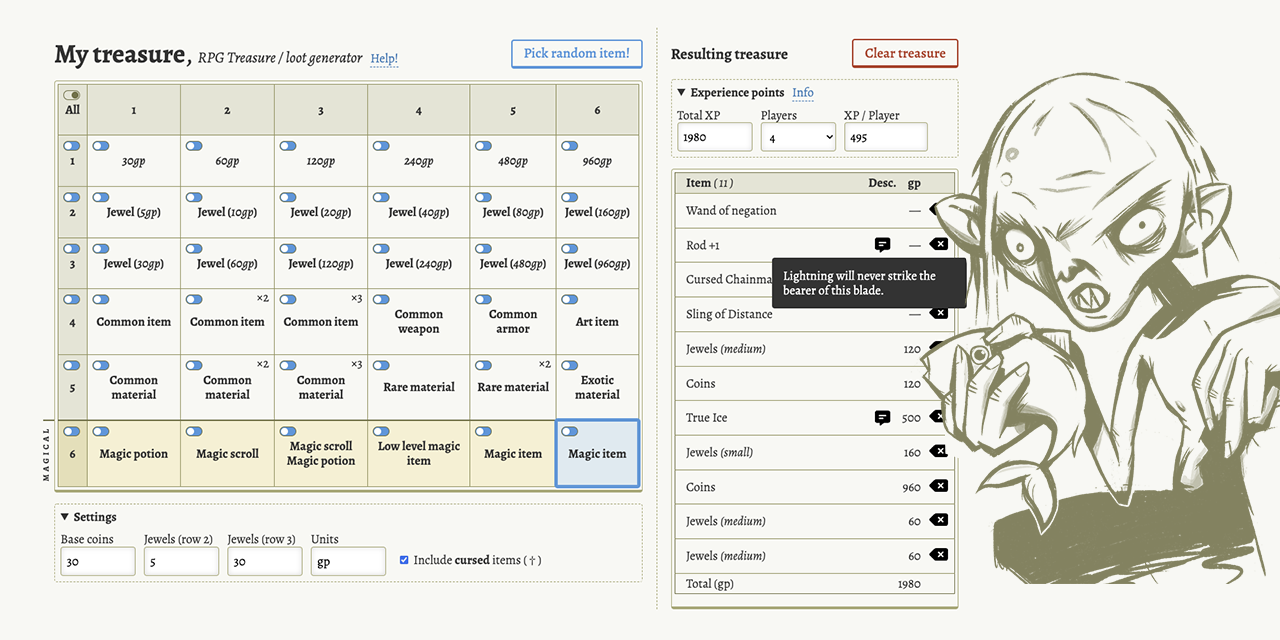 My treasure, RPG Treasure / loot generator Help!
Pick random item!
All 1 2 3 4 5 6
1 30gp 60gp 120gp 240gp 480gp 960gp
2 Jewel (5gp) Jewel (10gp) Jewel (20gp) Jewel (40gp) Jewel (80gp) Jewel (160gp)
3 Jewel (30gp) Jewel (60gp) Jewel (120gp) Jewel (240gp) Jewel (480gp) Jewel (960gp)
×2 ×3
4 Common item Common item Common item Common weapon Common armor Art item
×2 ×3 ×2
5 Common material Common material Common material Rare material Rare material Exotic material
MAGICAL
6 Magic potion Magic scroll Magic scroll Magic potion Low level magic item Magic item Magic item
▼ Settings
Base coins Jewels (row 2) Jewels (row 3) Units
30 5 30 gp Include cursed items ( † )
Resulting treasure
Clear treasure
▼ Experience points Info
Total XP Players XP / Player
1980 4 495
Item ( 11 ) Desc. gp
Wand of negation —
Rod +1 —
Cursed Chainma
Lightning will never strike the
bearer of this blade.
Sling of Distance —
Jewels (medium) 120
Coins 120
True Ice 500
Jewels (small) 160
Coins 960
Jewels (medium) 60
Jewels (medium) 60
Total (gp) 1980